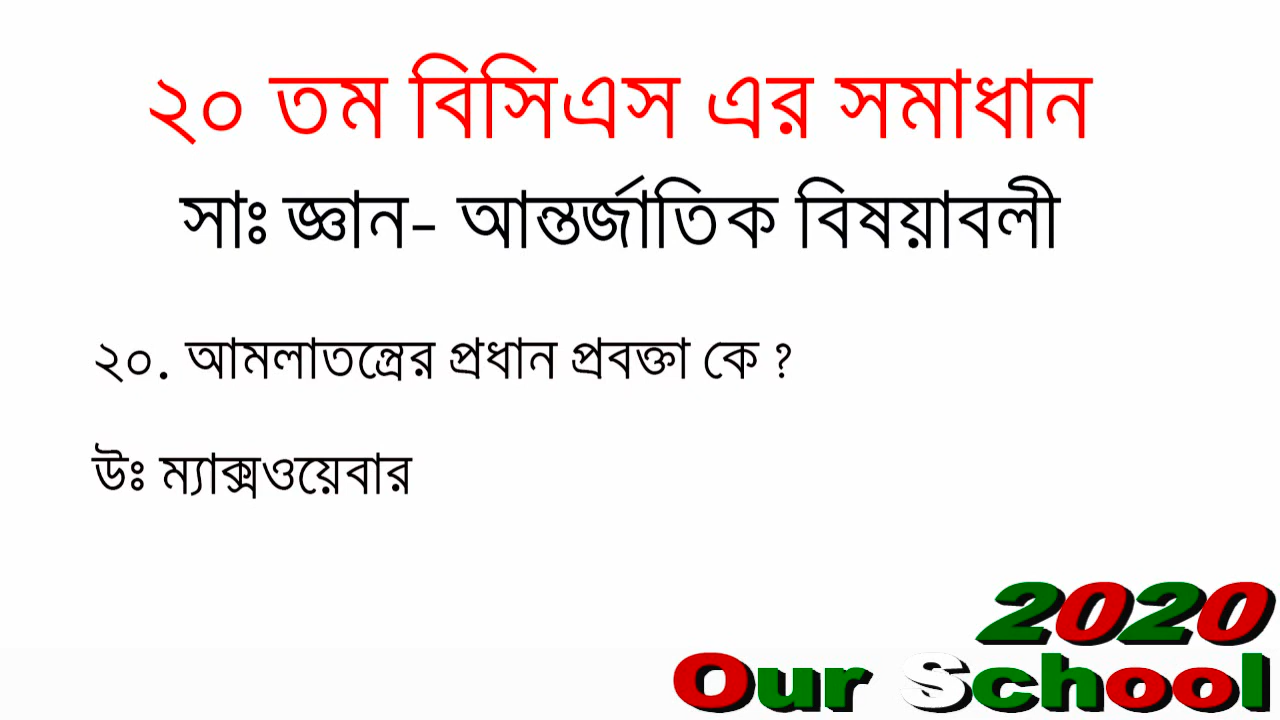 ২০ তম বিসিএস এর সমাধান
সাঃ জ্ঞান- আন্তর্জাতিক বিষয়াবলী
২০. আমলাতন্ত্রের প্রধান প্রবক্তা কে ?
উঃ ম্যাক্সওয়েবার
2020
Our School